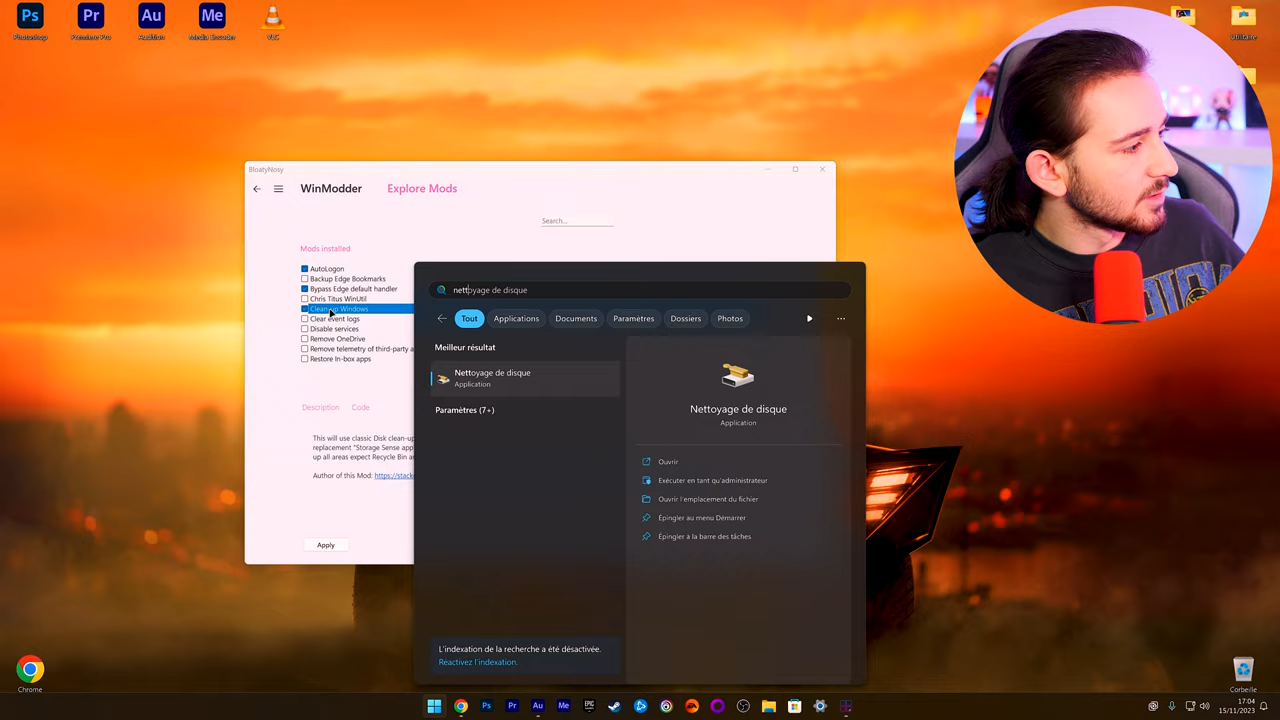 Photoshop
Premiere Pro
Audition
Media Encoder
VLC
Utilitaire
BloatyNosy
WinModder
Explore Mods
Search...
Mods installed
AutoLogon
Backup Edge Bookmarks
Bypass Edge default handler
Chris Titus WinUtil
Clean-up Windows
Clear event logs
Disable services
Remove OneDrive
Remove telemetry of third-party a
Restore In-box apps
Description Code
This will use classic Disk clean-up
replacement "Storage Sense app
up all areas expect Recycle Bin a
Author of this Mod: https://stack
Apply
nettoyage de disque
Tout Applications Documents Paramètres Dossiers Photos
Meilleur résultat
Nettoyage de disque
Application
Paramètres (7+)
Nettoyage de disque
Application
Ouvrir
Exécuter en tant qu'administrateur
Ouvrir l'emplacement du fichier
Épingler au menu Démarrer
Épingler à la barre des tâches
L'indexation de la recherche a été désactivée.
Réactivez l'indexation.
Chrome
Corbeille
17:04
15/11/2023